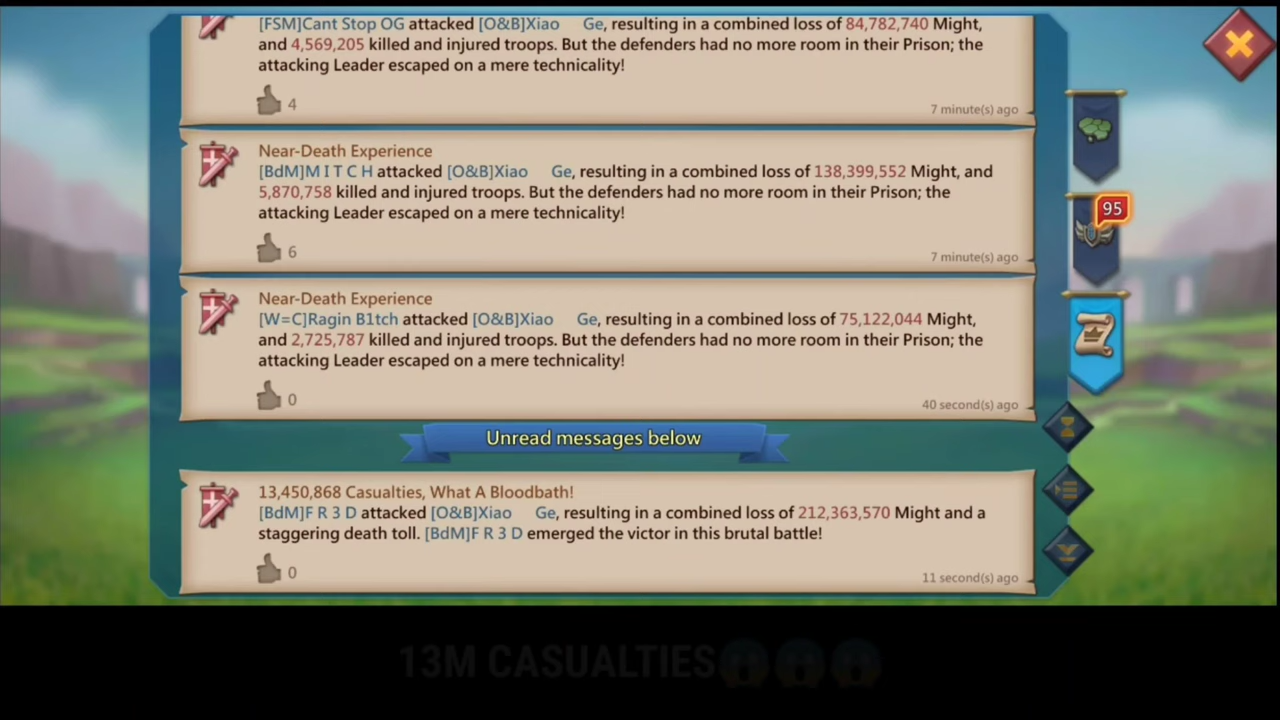 [FSM]Cant Stop OG attacked [O&B]Xiao Ge, resulting in a combined loss of 84,782,740 Might,
and 4,569,205 killed and injured troops. But the defenders had no more room in their Prison; the
attacking Leader escaped on a mere technicality!
4
7 minute(s) ago
Near-Death Experience
[BdM]M I T C H attacked [O&B]Xiao Ge, resulting in a combined loss of 138,399,552 Might, and
5,870,758 killed and injured troops. But the defenders had no more room in their Prison; the
attacking Leader escaped on a mere technicality!
6
7 minute(s) ago
95
Near-Death Experience
[W=C]Ragin B1tch attacked [O&B]Xiao Ge, resulting in a combined loss of 75,122,044 Might,
and 2,725,787 killed and injured troops. But the defenders had no more room in their Prison; the
attacking Leader escaped on a mere technicality!
0
40 second(s) ago
Unread messages below
13,450,868 Casualties, What A Bloodbath!
[BdM]F R 3 D attacked [O&B]Xiao Ge, resulting in a combined loss of 212,363,570 Might and a
staggering death toll. [BdM]F R 3 D emerged the victor in this brutal battle!
0
11 second(s) ago
13M CASUALTIES😱😱😱